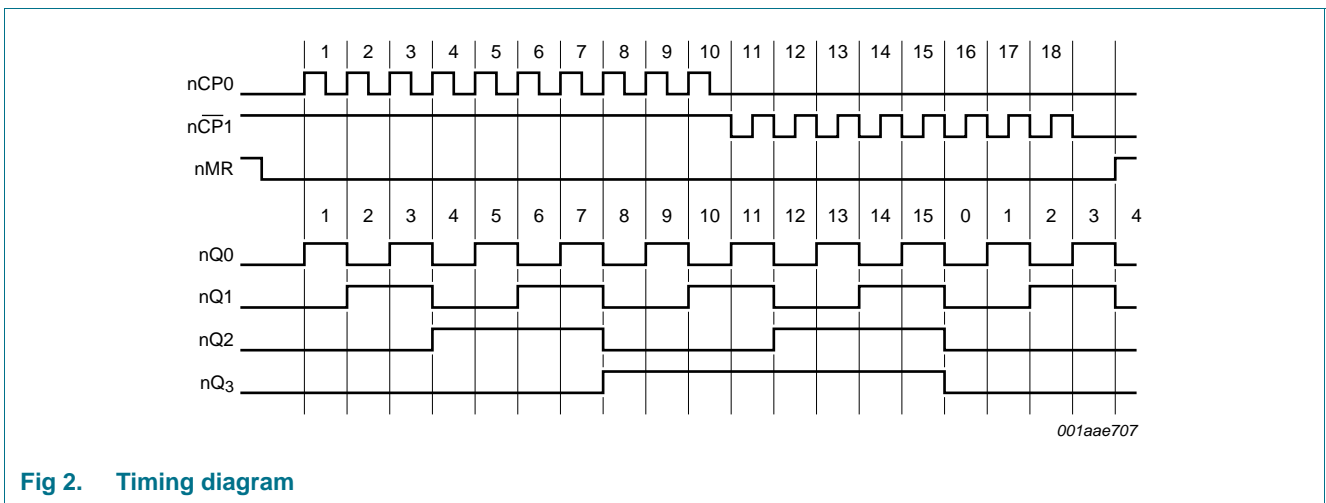 1 2 3 4 5 6 7 8 9 10 11 12 13 14 15 16 17 18
nCP0
nC̅P̅1
nMR
1 2 3 4 5 6 7 8 9 10 11 12 13 14 15 0 1 2 3 4
nQ0
nQ1
nQ2
nQ3
001aae707
Fig 2. Timing diagram